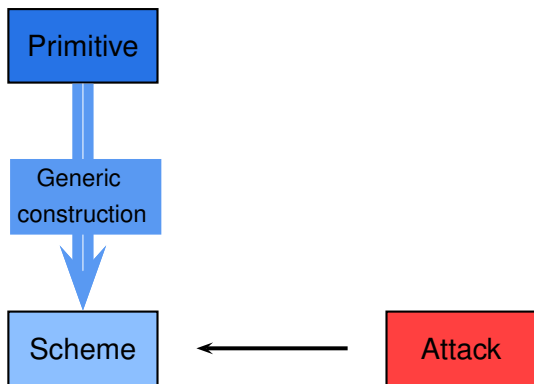 Primitive
Generic
construction
Scheme
Attack